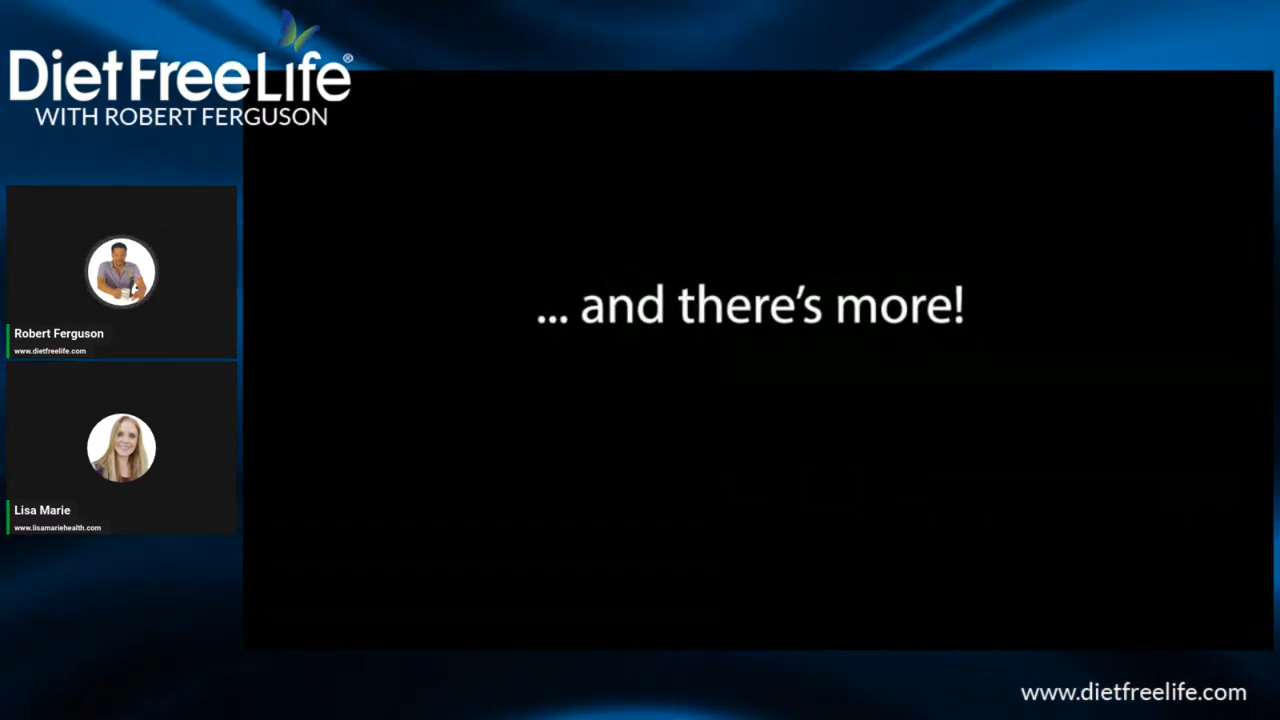 DietFreeLife®
WITH ROBERT FERGUSON
... and there's more!
Robert Ferguson
www.dietfreelife.com
Lisa Marie
www.lisamariehealth.com
www.dietfreelife.com